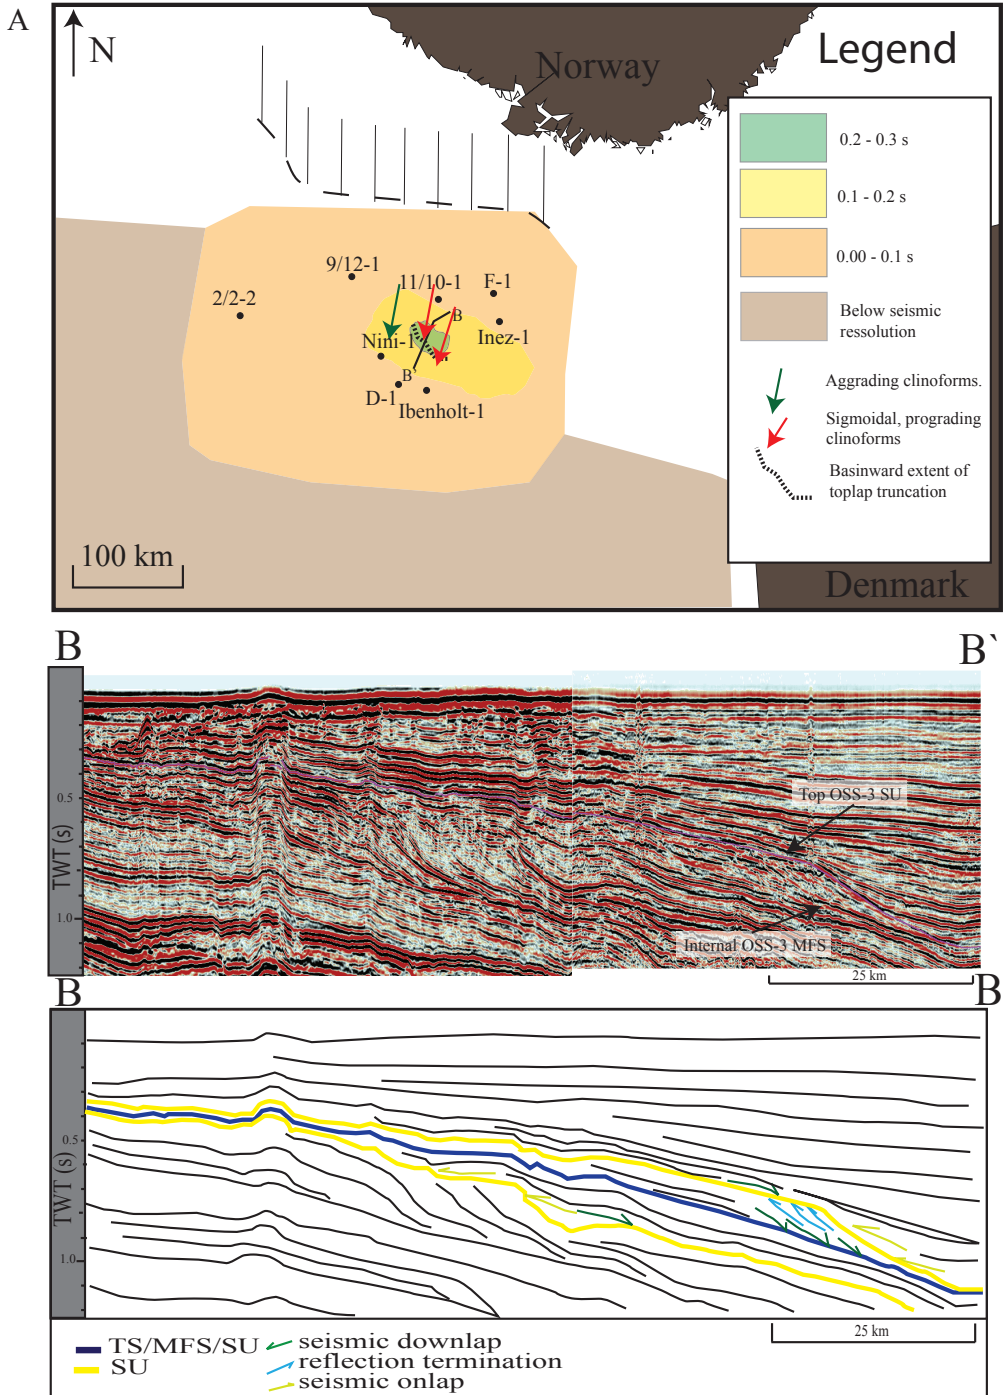 A
N
Norway
Legend
0.2 - 0.3 s
0.1 - 0.2 s
0.00 - 0.1 s
Below seismic
ressolution
Aggrading clinoforms.
Sigmoidal, prograding
clinoforms
Basinward extent of
toplap truncation
9/12-1
11/10-1
F-1
2/2-2
B
Nini-1
Inez-1
B`
D-1
Ibenholt-1
100 km
Denmark
B
B`
0.5
TWT (s)
1.0
Top OSS-3 SU
Internal OSS-3 MFS
25 km
B
B
0.5
TWT (s)
1.0
25 km
TS/MFS/SU
SU
seismic downlap
reflection termination
seismic onlap